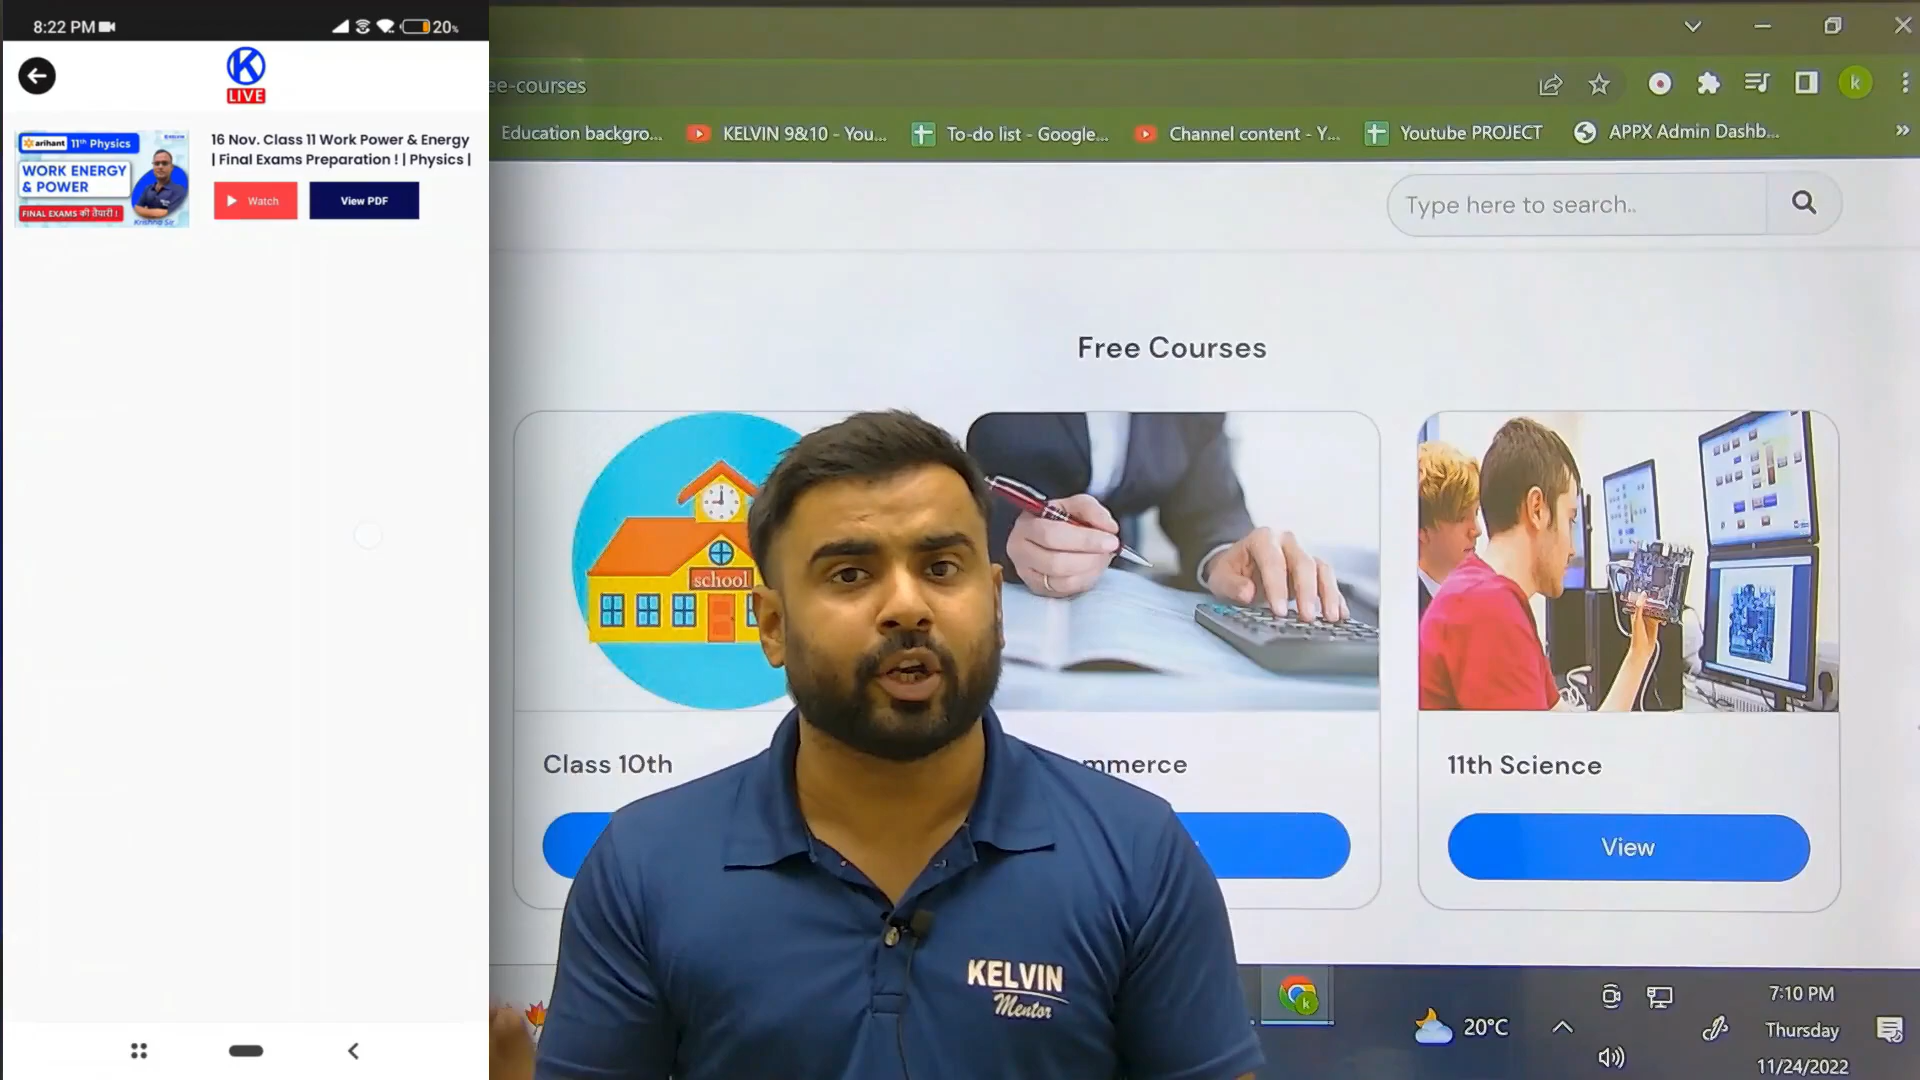 8:22 PM
20%
K
LIVE
arihant 11th Physics
WORK ENERGY
& POWER
FINAL EXAMS की तैयारी !
Krishna Sir
16 Nov. Class 11 Work Power & Energy
| Final Exams Preparation ! | Physics |
Watch
View PDF
ee-courses
k
Education backgro...
KELVIN 9&10 - You...
To-do list - Google...
Channel content - Y...
Youtube PROJECT
APPX Admin Dashb...
Type here to search..
Free Courses
school
Class 10th
mmerce
11th Science
View
KELVIN
Mentor
k
20°C
7:10 PM
Thursday
11/24/2022